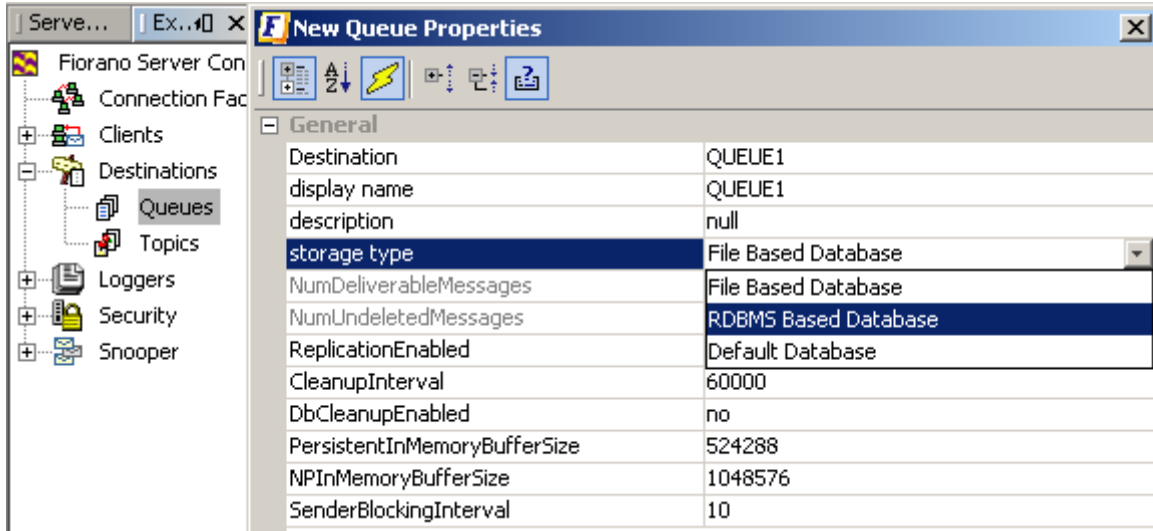 Serve...
Ex...
New Queue Properties
Fiorano Server Con
Connection Fac
Clients
Destinations
Queues
Topics
Loggers
Security
Snooper
General
Destination QUEUE1
display name QUEUE1
description null
storage type File Based Database
File Based Database
RDBMS Based Database
Default Database
NumDeliverableMessages
NumUndeletedMessages
ReplicationEnabled
CleanupInterval 60000
DbCleanupEnabled no
PersistentInMemoryBufferSize 524288
NPInMemoryBufferSize 1048576
SenderBlockingInterval 10